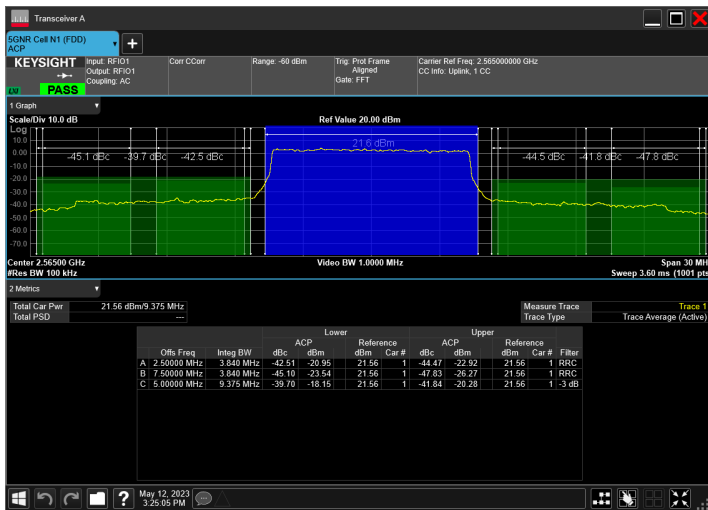 Transceiver A
5GNR Cell N1 (FDD)
ACP
+
KEYSIGHT
PASS
Input: RFIO1
Output: RFIO1
Coupling: AC
Corr CCorr
Range: -60 dBm
Trig: Prot Frame
Aligned
Gate: FFT
Carrier Ref Freq: 2.565000000 GHz
CC Info: Uplink, 1 CC
1 Graph
Scale/Div 10.0 dB
Ref Value 20.00 dBm
Log
10.0
0.00
-10.0
-20.0
-30.0
-40.0
-50.0
-60.0
-70.0
21.6 dBm
-45.1 dBc -39.7 dBc -42.5 dBc
-44.5 dBc -41.8 dBc -47.8 dBc
Center 2.56500 GHz
Video BW 1.0000 MHz
Span 30 MH
#Res BW 100 kHz
Sweep 3.60 ms (1001 pts
2 Metrics
Total Car Pwr 21.56 dBm/9.375 MHz
Total PSD ---
Measure Trace Trace 1
Trace Type Trace Average (Active)
Lower Upper
ACP Reference ACP Reference
Offs Freq Integ BW dBc dBm dBm Car # dBc dBm dBm Car # Filter
A 2.50000 MHz 3.840 MHz -42.51 -20.95 21.56 1 -44.47 -22.92 21.56 1 RRC
B 7.50000 MHz 3.840 MHz -45.10 -23.54 21.56 1 -47.83 -26.27 21.56 1 RRC
C 5.00000 MHz 9.375 MHz -39.70 -18.15 21.56 1 -41.84 -20.28 21.56 1 -3 dB
?
May 12, 2023
3:25:05 PM